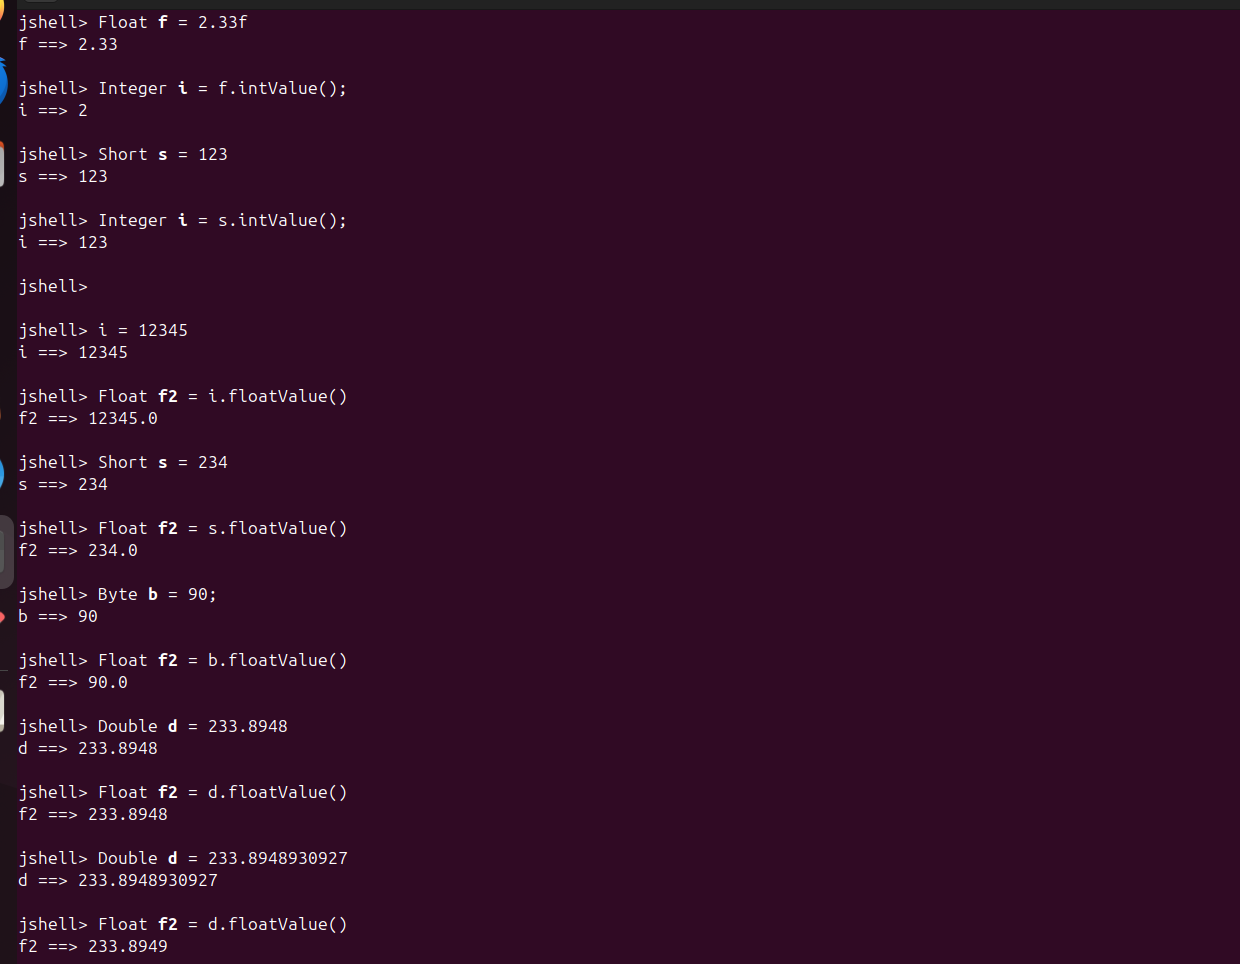 jshell> Float f = 2.33f
f ==> 2.33
jshell> Integer i = f.intValue();
i ==> 2
jshell> Short s = 123
s ==> 123
jshell> Integer i = s.intValue();
i ==> 123
jshell>
jshell> i = 12345
i ==> 12345
jshell> Float f2 = i.floatValue()
f2 ==> 12345.0
jshell> Short s = 234
s ==> 234
jshell> Float f2 = s.floatValue()
f2 ==> 234.0
jshell> Byte b = 90;
b ==> 90
jshell> Float f2 = b.floatValue()
f2 ==> 90.0
jshell> Double d = 233.8948
d ==> 233.8948
jshell> Float f2 = d.floatValue()
f2 ==> 233.8948
jshell> Double d = 233.8948930927
d ==> 233.8948930927
jshell> Float f2 = d.floatValue()
f2 ==> 233.8949